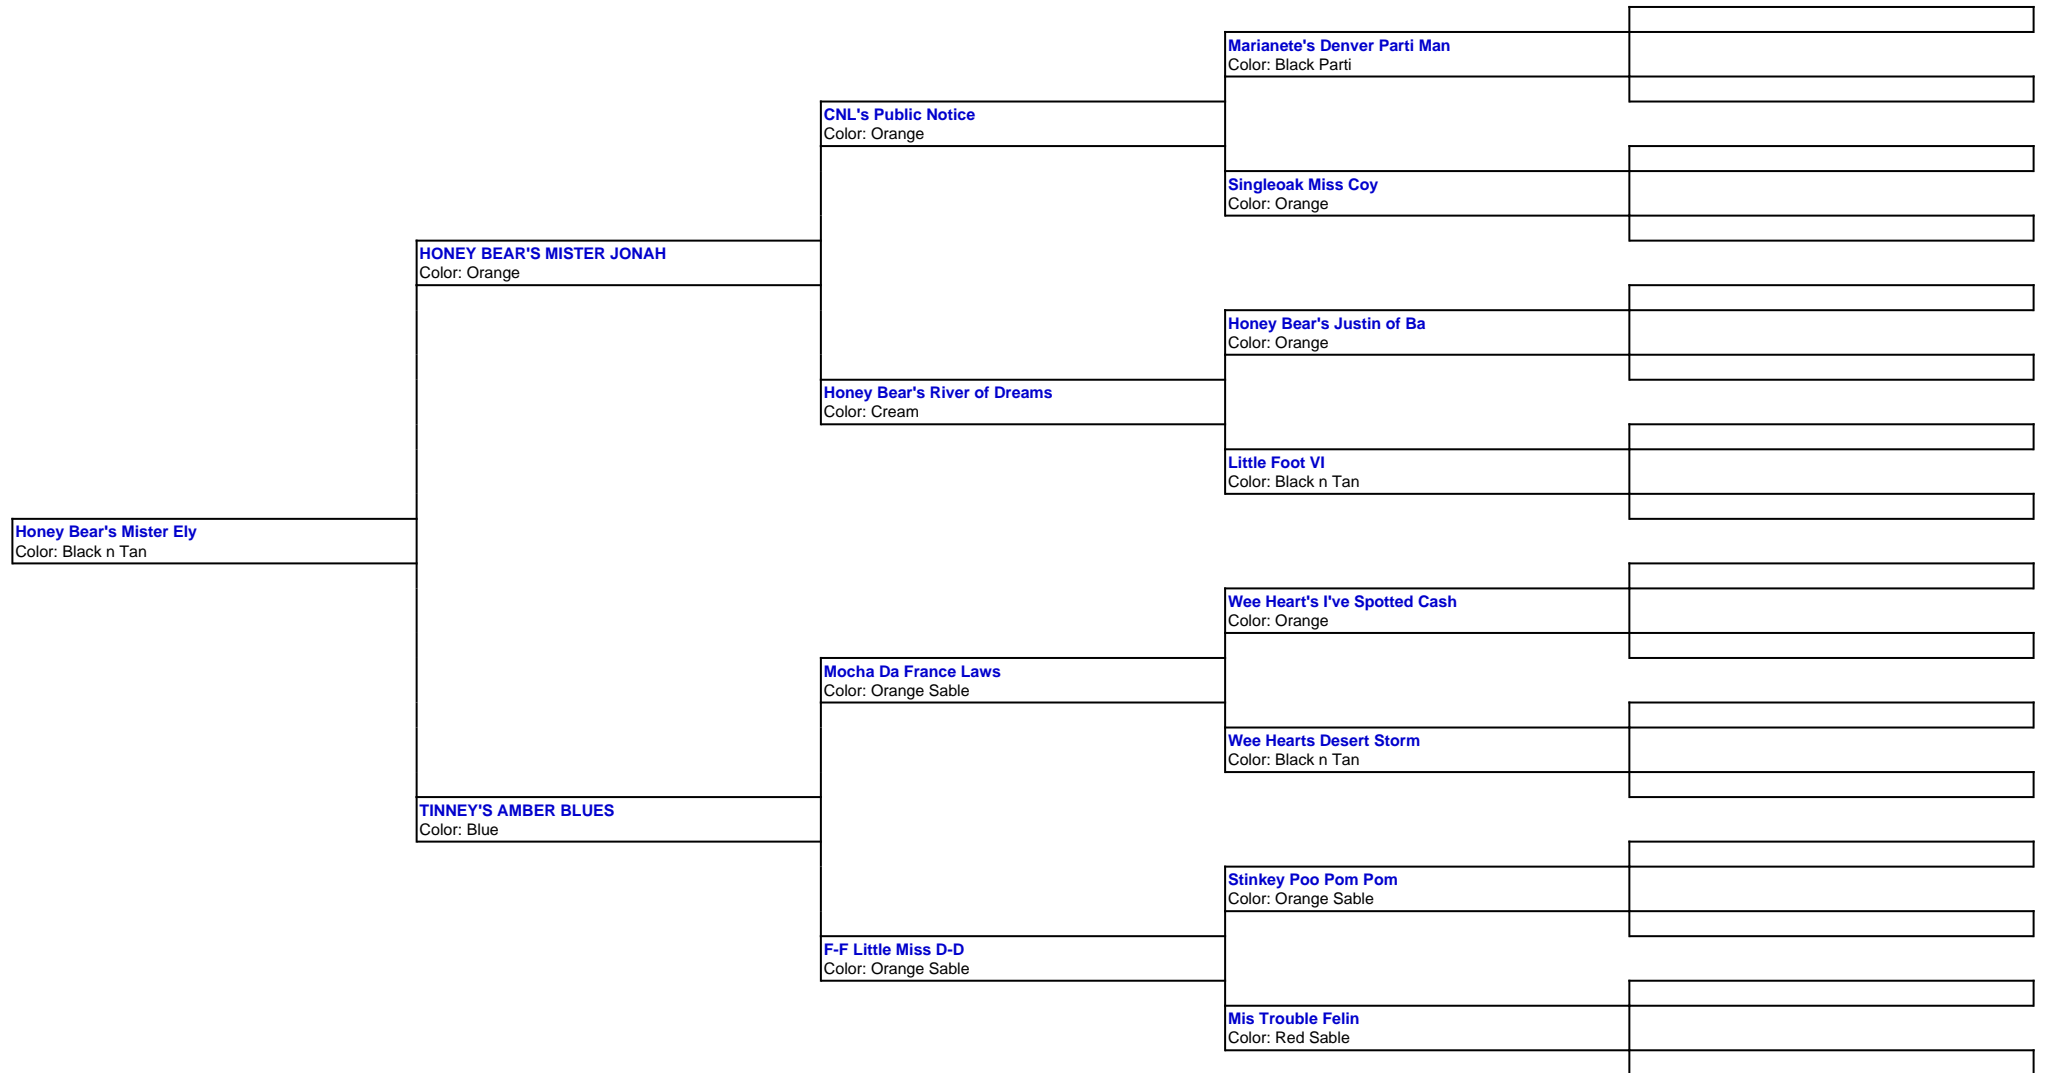 Marianete's Denver Parti Man
Color: Black Parti
CNL's Public Notice
Color: Orange
Singleoak Miss Coy
Color: Orange
HONEY BEAR'S MISTER JONAH
Color: Orange
Honey Bear's Justin of Ba
Color: Orange
Honey Bear's River of Dreams
Color: Cream
Little Foot VI
Color: Black n Tan
Honey Bear's Mister Ely
Color: Black n Tan
Wee Heart's I've Spotted Cash
Color: Orange
Mocha Da France Laws
Color: Orange Sable
Wee Hearts Desert Storm
Color: Black n Tan
TINNEY'S AMBER BLUES
Color: Blue
Stinkey Poo Pom Pom
Color: Orange Sable
F-F Little Miss D-D
Color: Orange Sable
Mis Trouble Felin
Color: Red Sable